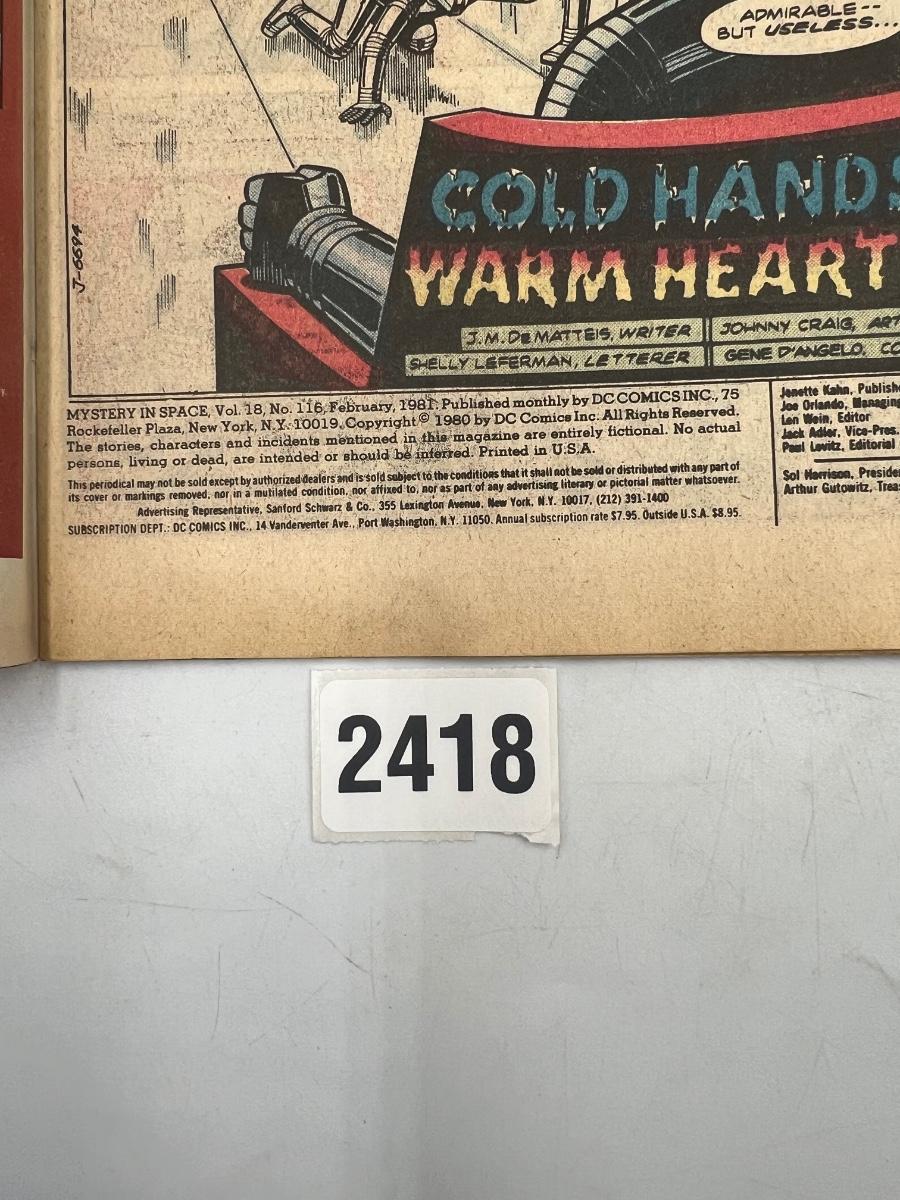 ADMIRABLE--
BUT USELESS...
COLD HANDS
WARM HEART
J-6694
J.M. DeMATTEIS, WRITER
JOHNNY CRAIG, ART
SHELLY LEFERMAN, LETTERER
GENE D'ANGELO, CO
MYSTERY IN SPACE, Vol. 18, No. 116, February, 1981. Published monthly by DC COMICS INC., 75
Rockefeller Plaza, New York, N.Y. 10019. Copyright © 1980 by DC Comics Inc. All Rights Reserved.
The stories, characters and incidents mentioned in this magazine are entirely fictional. No actual
persons, living or dead, are intended or should be inferred. Printed in U.S.A.
This periodical may not be sold except by authorized dealers and is sold subject to the conditions that it shall not be sold or distributed with any part of
its cover or markings removed, nor in a mutilated condition, nor affixed to, nor as part of any advertising literary or pictorial matter whatsoever.
Advertising Representative, Sanford Schwarz & Co., 355 Lexington Avenue, New York, N.Y. 10017, (212) 391-1400
SUBSCRIPTION DEPT.: DC COMICS INC., 14 Vanderventer Ave., Port Washington, N.Y. 11050. Annual subscription rate $7.95. Outside U.S.A. $8.95.
Jenette Kahn, Publish
Joe Orlando, Managing
Len Wein, Editor
Jack Adler, Vice-Pres.
Paul Levitz, Editorial
Sol Harrison, Preside
Arthur Gutowitz, Trea
2418